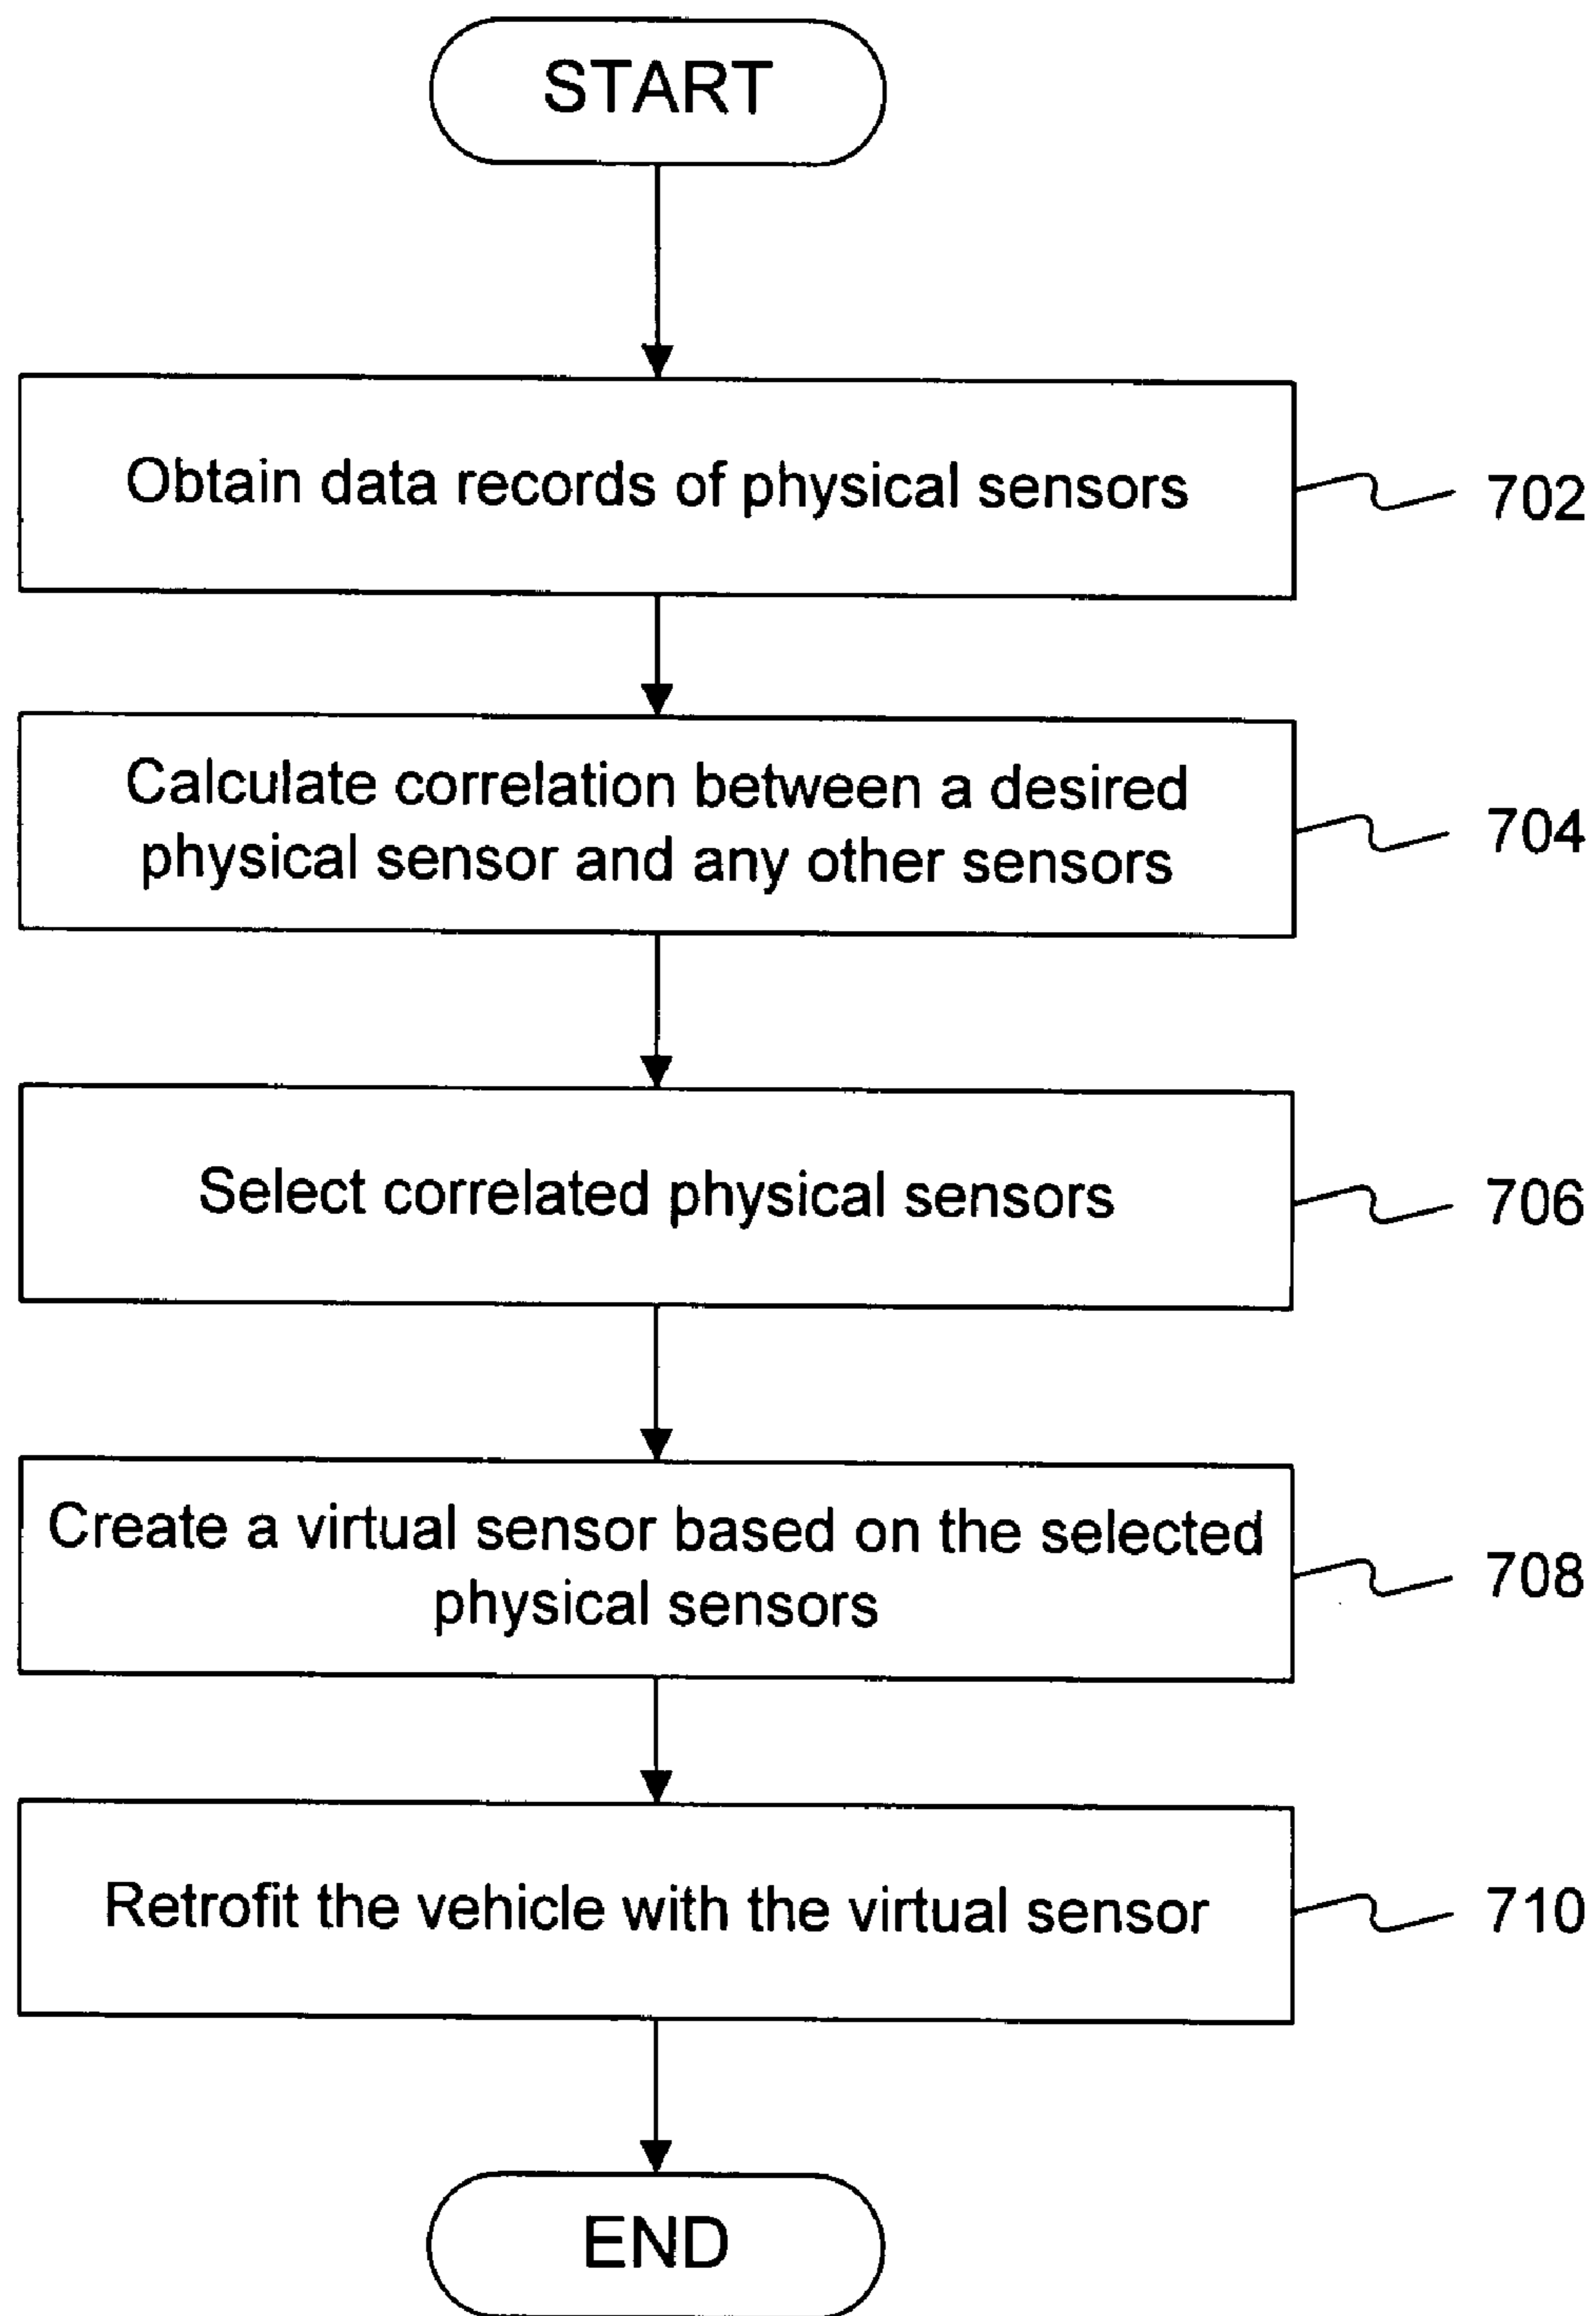 START
Obtain data records of physical sensors
702
Calculate correlation between a desired
physical sensor and any other sensors
704
Select correlated physical sensors
706
Create a virtual sensor based on the selected
physical sensors
708
Retrofit the vehicle with the virtual sensor
710
END